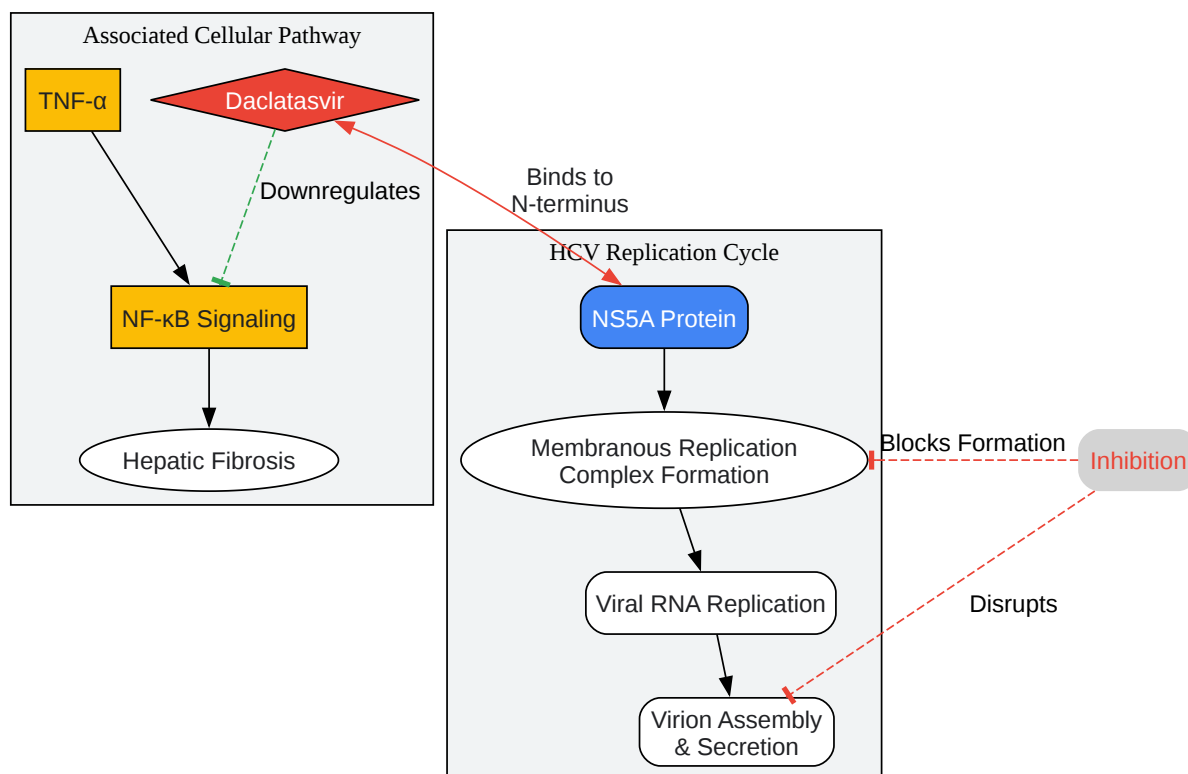 Associated Cellular Pathway
TNF-α
Daclatasvir
Downregulates
NF-κB Signaling
Hepatic Fibrosis
Binds to
N-terminus
HCV Replication Cycle
NS5A Protein
Membranous Replication
Complex Formation
Blocks Formation
Inhibition
Viral RNA Replication
Disrupts
Virion Assembly
& Secretion